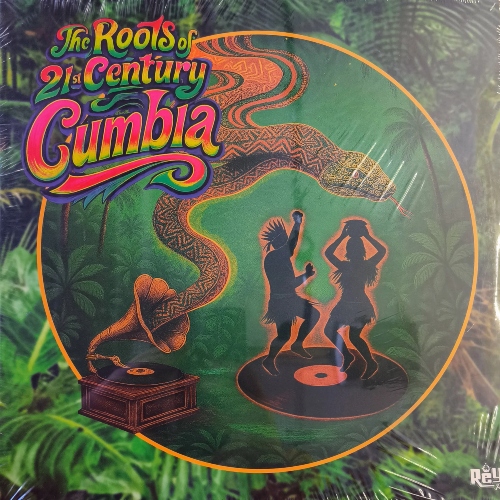 The Roots of
21st Century
Cumbia